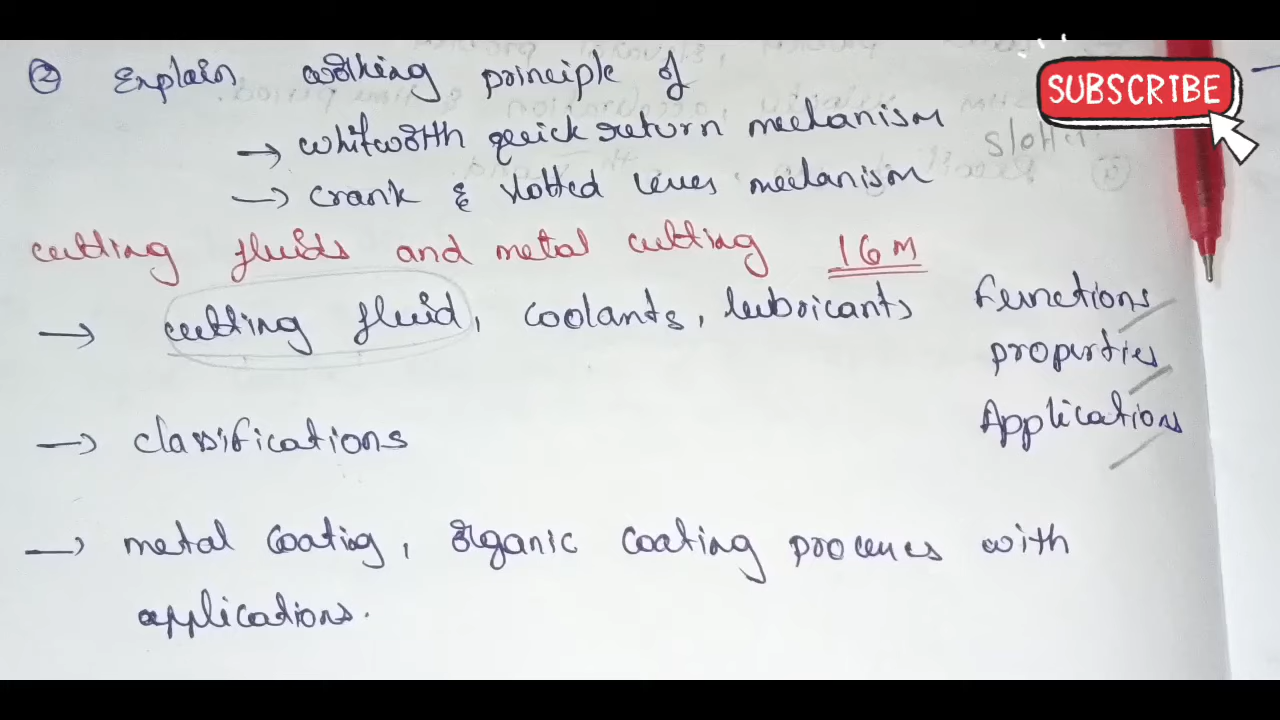 ② Explain working principle of
→ whitworth quick return mechanism
→ crank & slotted lever mechanism
cutting fluids and metal cutting 16M
→ cutting fluid, coolants, lubricants Functions
properties
Applications
→ classifications
→ metal coating, organic coating processes with
applications.
SUBSCRIBE